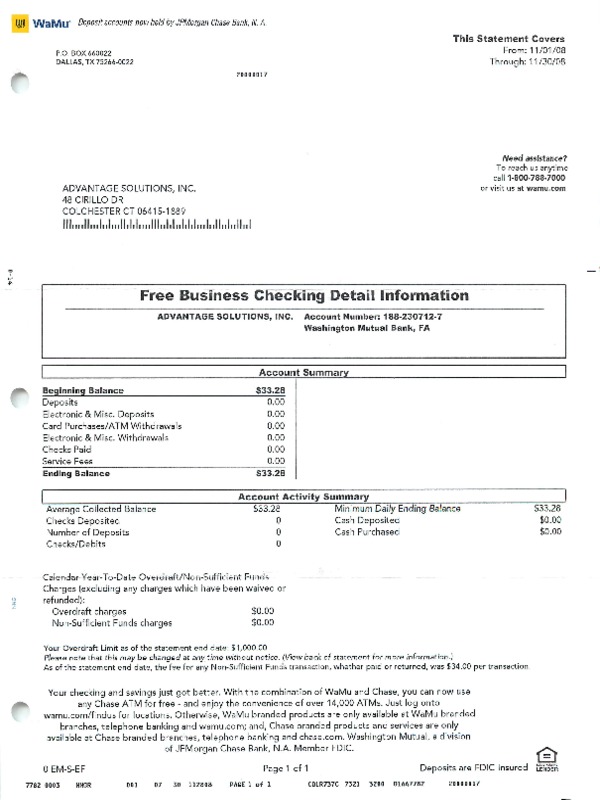 WaMu Deposit accounts now held by JPMorgan Chase Bank, N.A.
This Statement Covers
From: 11/01/08
Through: 11/30/08
P.O. BOX 660022
DALLAS, TX 75266-0022
20000017
Need assistance?
To reach us anytime
call 1-800-788-7000
or visit us at wamu.com
ADVANTAGE SOLUTIONS, INC.
48 CIRILLO DR
COLCHESTER CT 06415-1889
Free Business Checking Detail Information
ADVANTAGE SOLUTIONS, INC. Account Number: 188-230712-7
Washington Mutual Bank, FA
Account Summary
Beginning Balance $33.28
Deposits 0.00
Electronic & Misc. Deposits 0.00
Card Purchases/ATM Withdrawals 0.00
Electronic & Misc. Withdrawals 0.00
Checks Paid 0.00
Service Fees 0.00
Ending Balance $33.28
Account Activity Summary
Average Collected Balance $33.28 Minimum Daily Ending Balance $33.28
Checks Deposited 0 Cash Deposited $0.00
Number of Deposits 0 Cash Purchased $0.00
Checks/Debits 0
Calendar Year-To-Date Overdraft/Non-Sufficient Funds
Charges (excluding any charges which have been waived or
refunded):
Overdraft charges $0.00
Non-Sufficient Funds charges $0.00
Your Overdraft Limit as of the statement end date: $1,000.00
Please note that this may be changed at any time without notice. (View back of statement for more information.)
As of the statement end date, the fee for any Non-Sufficient Funds transaction, whether paid or returned, was $34.00 per transaction.
Your checking and savings just got better. With the combination of WaMu and Chase, you can now use
any Chase ATM for free - and enjoy the convenience of over 14,000 ATMs. Just log onto
wamu.com/findus for locations. Otherwise, WaMu branded products are only available at WaMu branded
branches, telephone banking and wamu.com; and, Chase branded products and services are only
available at Chase branded branches, telephone banking and chase.com. Washington Mutual, a division
of JPMorgan Chase Bank, N.A. Member FDIC.
0 EM-S-EF Page 1 of 1 Deposits are FDIC insured
7782 0003 001 07 30 112808 PAGE 1 of 1 7321 3200 01667782 20000017